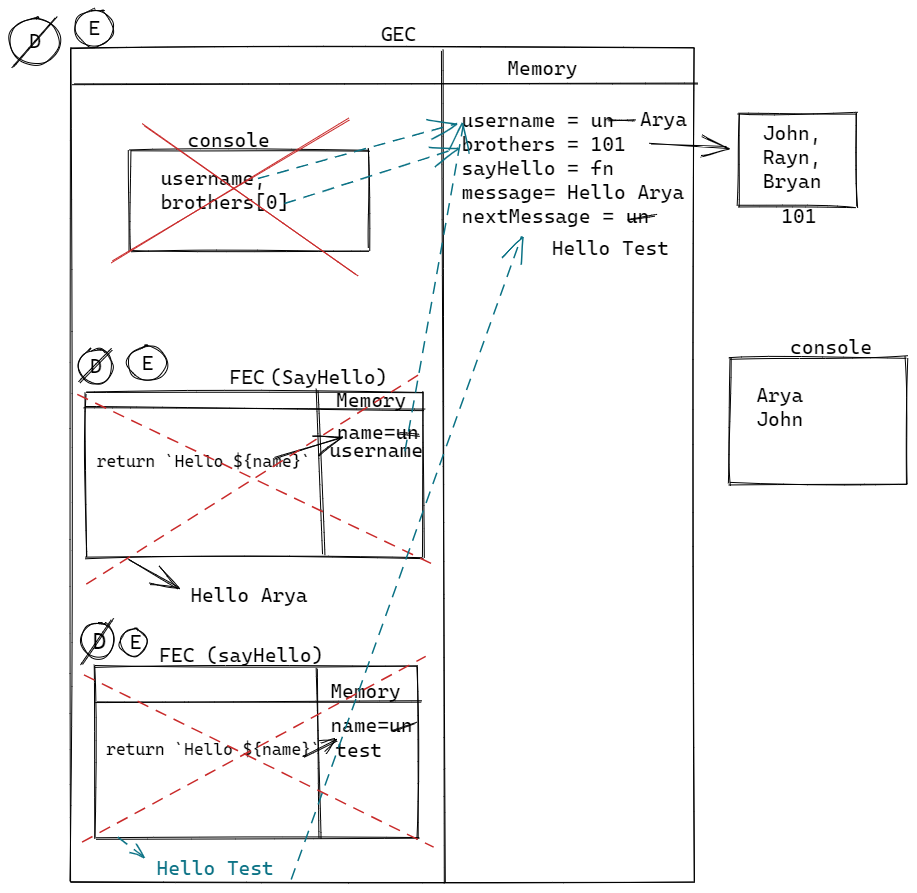 D
E
GEC
Memory
console
username,
brothers[0]
username = un Arya
brothers = 101
sayHello = fn
message= Hello Arya
nextMessage = un
Hello Test
John,
Rayn,
Bryan
101
console
Arya
John
D
E
FEC (SayHello)
Memory
name=un
username
return `Hello ${name}`
Hello Arya
D
E
FEC (sayHello)
Memory
name=un
test
return `Hello ${name}`
Hello Test